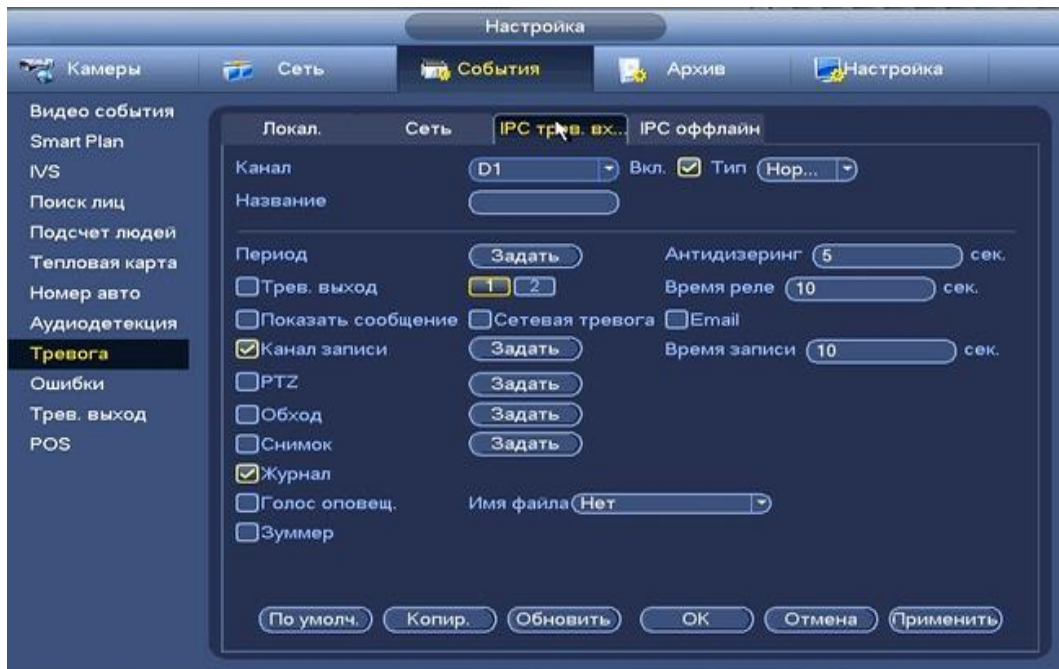 Настройка
Камеры Сеть События Архив Настройка
Видео события
Smart Plan
IVS
Поиск лиц
Подсчет людей
Тепловая карта
Номер авто
Аудиодетекция
Тревога
Ошибки
Трев. выход
POS
Локал. Сеть IPC трев. вх... IPC оффлайн
Канал D1 Вкл. Тип Нор...
Название
Период Задать Антидизеринг 5 сек.
Трев. выход 1 2 Время реле 10 сек.
Показать сообщение Сетевая тревога Email
Канал записи Задать Время записи 10 сек.
PTZ Задать
Обход Задать
Снимок Задать
Журнал
Голос оповещ. Имя файла Нет
Зуммер
По умолч. Копир. Обновить OK Отмена Применить